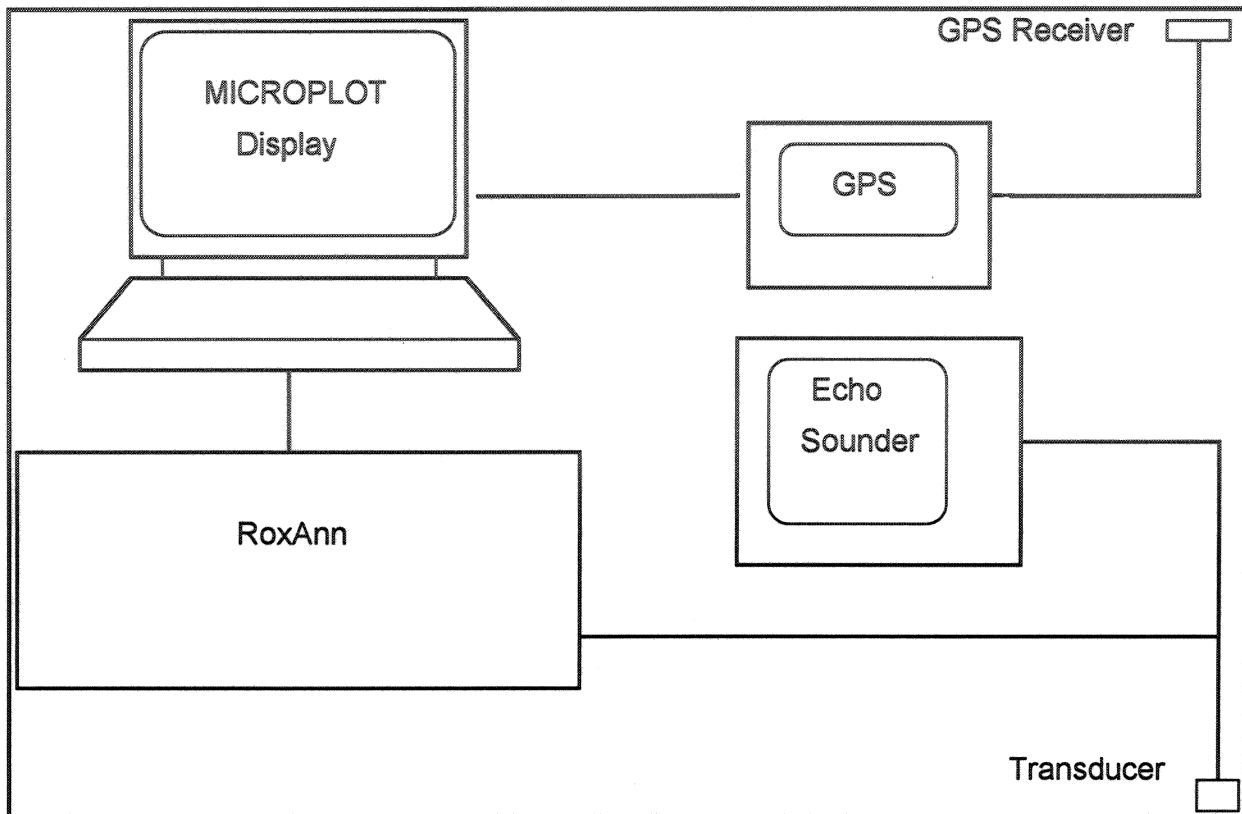 GPS Receiver
MICROPLOT
Display
GPS
Echo
Sounder
RoxAnn
Transducer